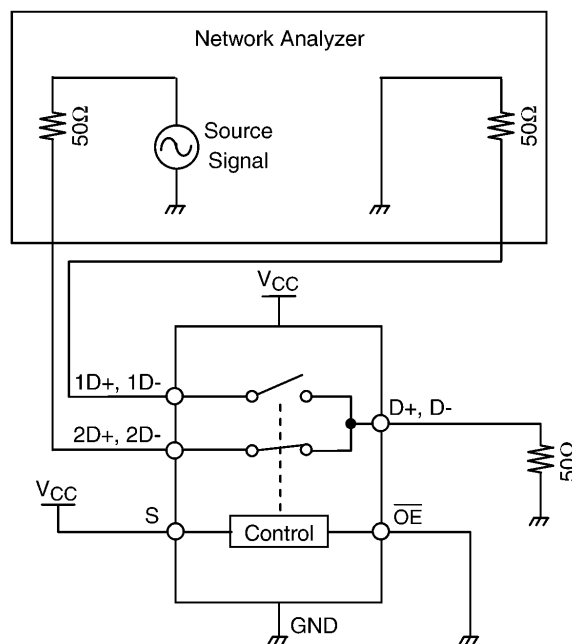 Network Analyzer
50Ω
Source
Signal
50Ω
VCC
1D+, 1D-
D+, D-
2D+, 2D-
50Ω
VCC
S
OE
Control
GND